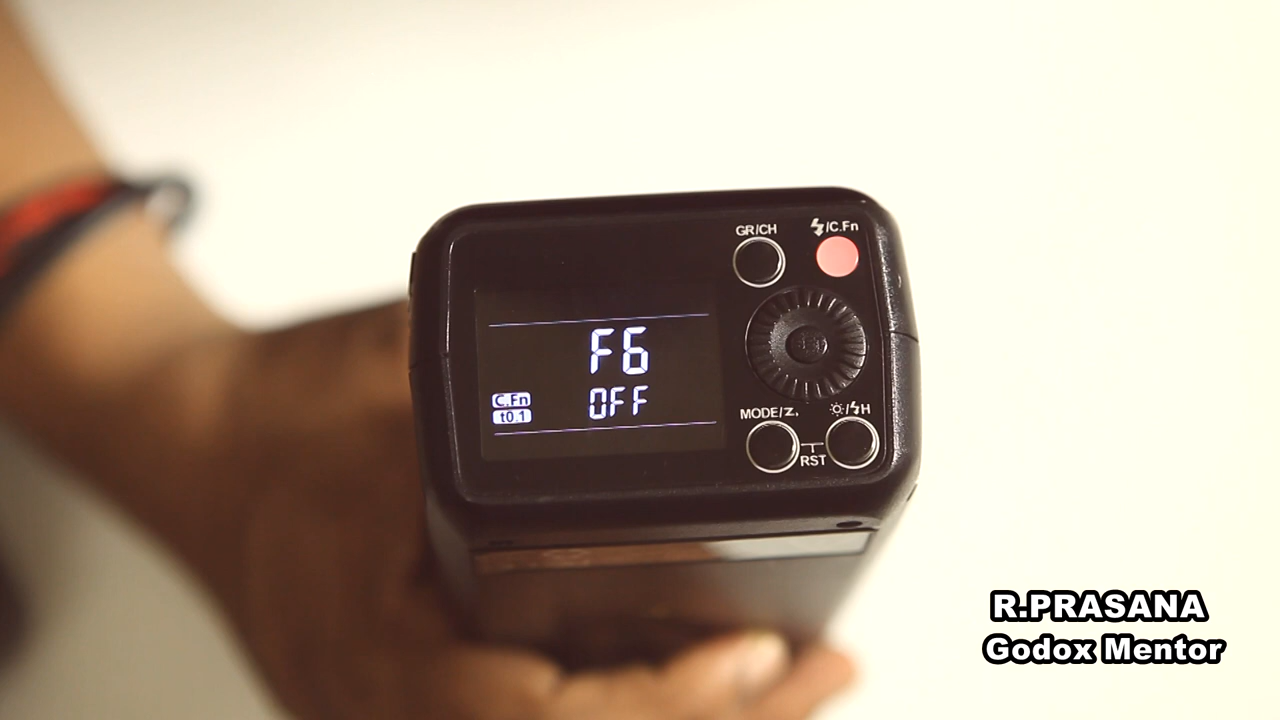 GR/CH
/C.Fn
F6
C.Fn
t0.1
OFF
MODE/Z.
/H
RST
R.PRASANA
Godox Mentor